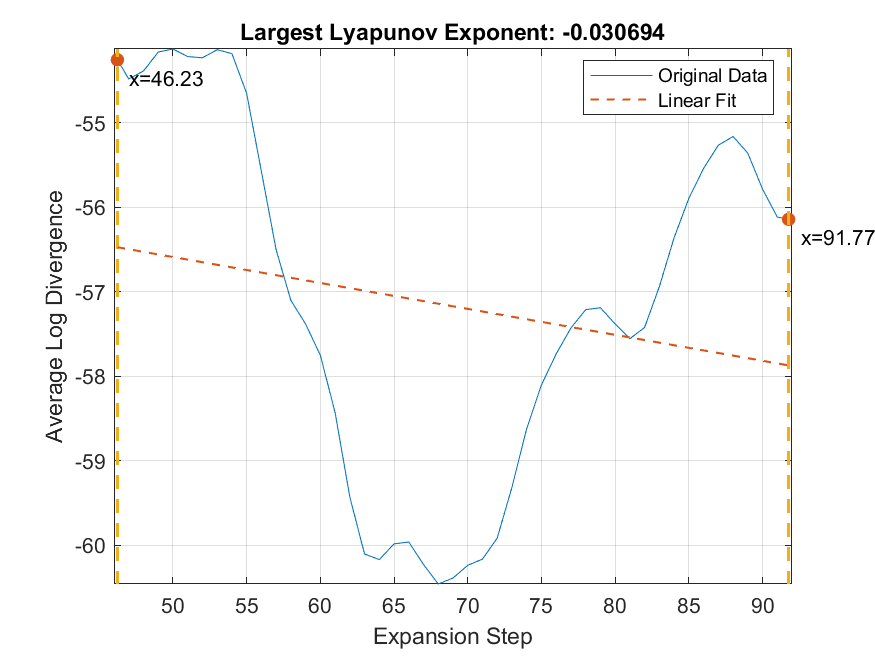 Largest Lyapunov Exponent: -0.030694
x=46.23
Original Data
Linear Fit
-55
-56
-57
-58
-59
-60
x=91.77
50 55 60 65 70 75 80 85 90
Expansion Step
Average Log Divergence